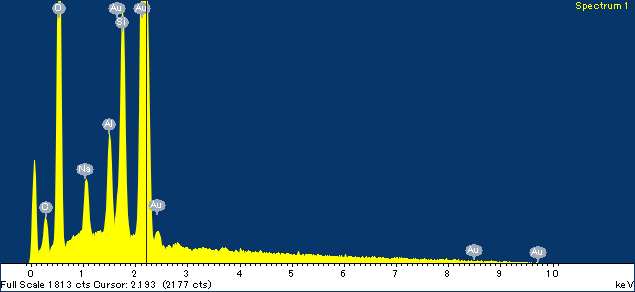 Spectrum 1
O Au Au
Si
Al
Na
O Au
Au Au
0 1 2 3 4 5 6 7 8 9 10
Full Scale 1813 cts Cursor: 2.193 (2177 cts) keV